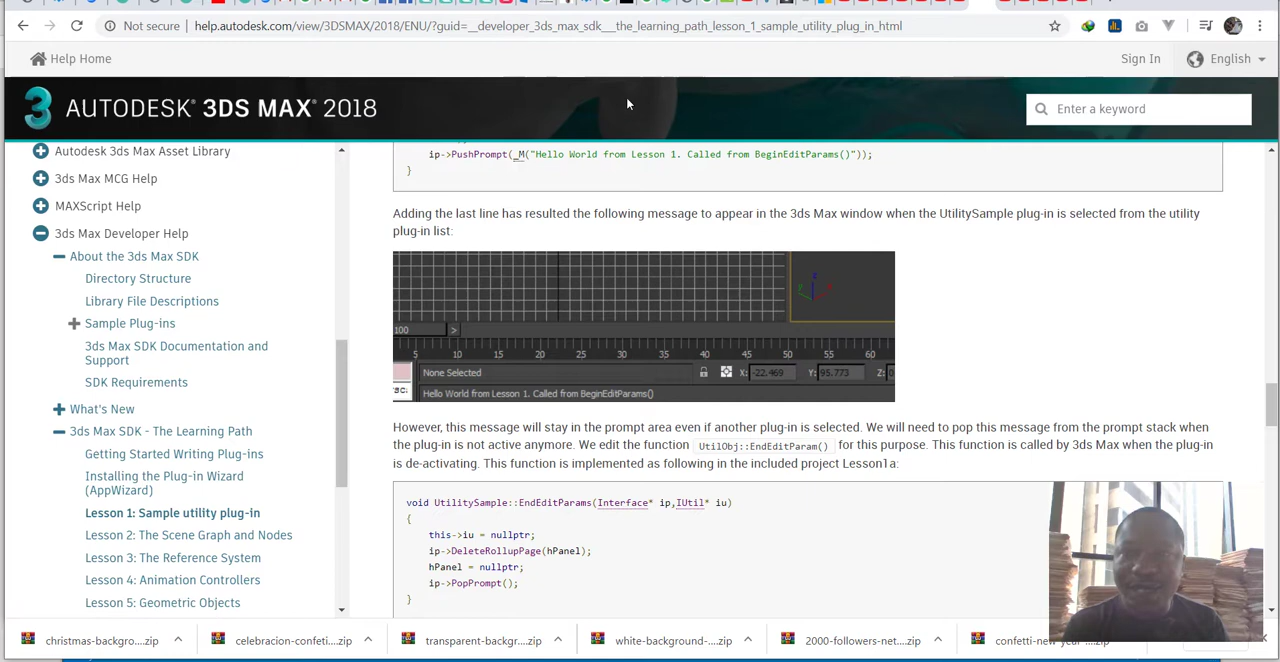 Not secure
help.autodesk.com/view/3DSMAX/2018/ENU/?guid=__developer_3ds_max_sdk___the_learning_path_lesson_1_sample_utility_plug_in_html
Help Home
Sign In
English
AUTODESK® 3DS MAX® 2018
Enter a keyword
Autodesk 3ds Max Asset Library
3ds Max MCG Help
MAXScript Help
3ds Max Developer Help
About the 3ds Max SDK
Directory Structure
Library File Descriptions
Sample Plug-ins
3ds Max SDK Documentation and
Support
SDK Requirements
What's New
3ds Max SDK - The Learning Path
Getting Started Writing Plug-ins
Installing the Plug-in Wizard
(AppWizard)
Lesson 1: Sample utility plug-in
Lesson 2: The Scene Graph and Nodes
Lesson 3: The Reference System
Lesson 4: Animation Controllers
Lesson 5: Geometric Objects
ip->PushPrompt(_M("Hello World from Lesson 1. Called from BeginEditParams()"));
}
Adding the last line has resulted the following message to appear in the 3ds Max window when the UtilitySample plug-in is selected from the utility
plug-in list:
100 >
5 10 15 20 25 30 35 40 45 50 55 60
None Selected X: -22.469 Y: 95.773 Z: 0
Hello World from Lesson 1. Called from BeginEditParams()
However, this message will stay in the prompt area even if another plug-in is selected. We will need to pop this message from the prompt stack when
the plug-in is not active anymore. We edit the function UtilObj::EndEditParam() for this purpose. This function is called by 3ds Max when the plug-in
is de-activating. This function is implemented as following in the included project Lesson1a:
void UtilitySample::EndEditParams(Interface* ip,IUtil* iu)
{
this->iu = nullptr;
ip->DeleteRollupPage(hPanel);
hPanel = nullptr;
ip->PopPrompt();
}
christmas-backgro....zip
celebracion-confeti....zip
transparent-backgr....zip
white-background-....zip
2000-followers-net....zip
confetti-new-year-....zip